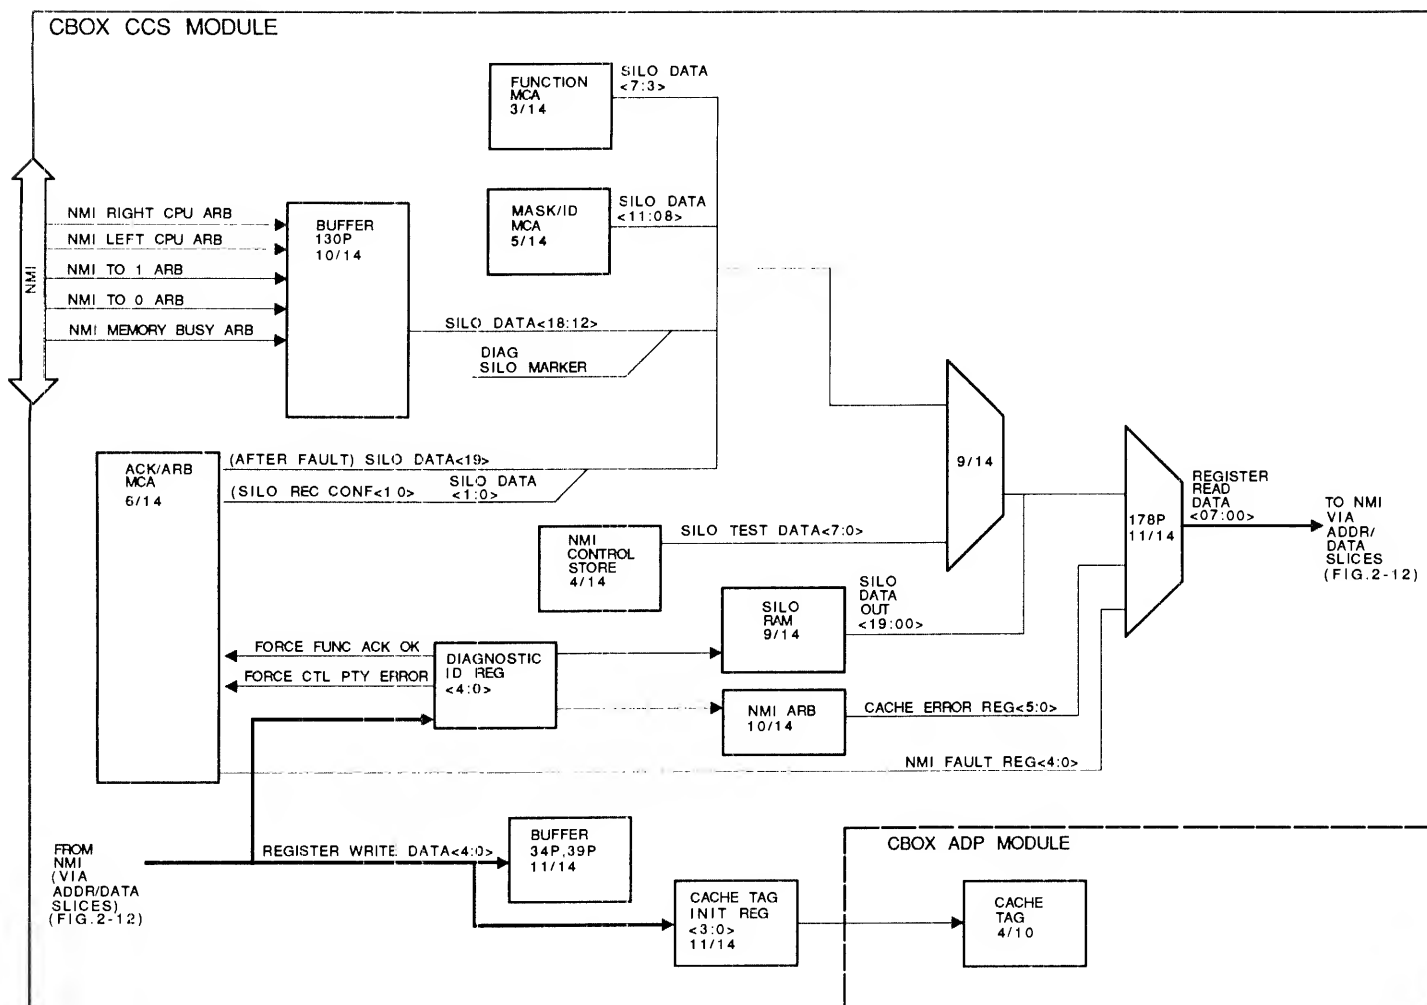 CBOX CCS MODULE
FUNCTION
MCA
3/14
SILO DATA
<7:3>
MASK/ID
MCA
5/14
SILO DATA
<11:08>
NMI
NMI RIGHT CPU ARB
NMI LEFT CPU ARB
NMI TO 1 ARB
NMI TO 0 ARB
NMI MEMORY BUSY ARB
BUFFER
130P
10/14
SILO DATA<18:12>
DIAG
SILO MARKER
ACK/ARB
MCA
6/14
(AFTER FAULT) SILO DATA<19>
(SILO REC CONF<1 0>
SILO DATA
<1:0>
NMI
CONTROL
STORE
4/14
SILO TEST DATA<7:0>
9/14
178P
11/14
REGISTER
READ
DATA
<07:00>
TO NMI
VIA
ADDR/
DATA
SLICES
(FIG.2-12)
SILO
RAM
9/14
SILO
DATA
OUT
<19:00>
FORCE FUNC ACK OK
FORCE CTL PTY ERROR
DIAGNOSTIC
ID REG
<4:0>
NMI ARB
10/14
CACHE ERROR REG<5:0>
NMI FAULT REG<4:0>
FROM
NMI
(VIA
ADDR/DATA
SLICES)
(FIG.2-12)
REGISTER WRITE DATA<4:0>
BUFFER
34P,39P
11/14
CACHE TAG
INIT REG
<3:0>
11/14
CBOX ADP MODULE
CACHE
TAG
4/10